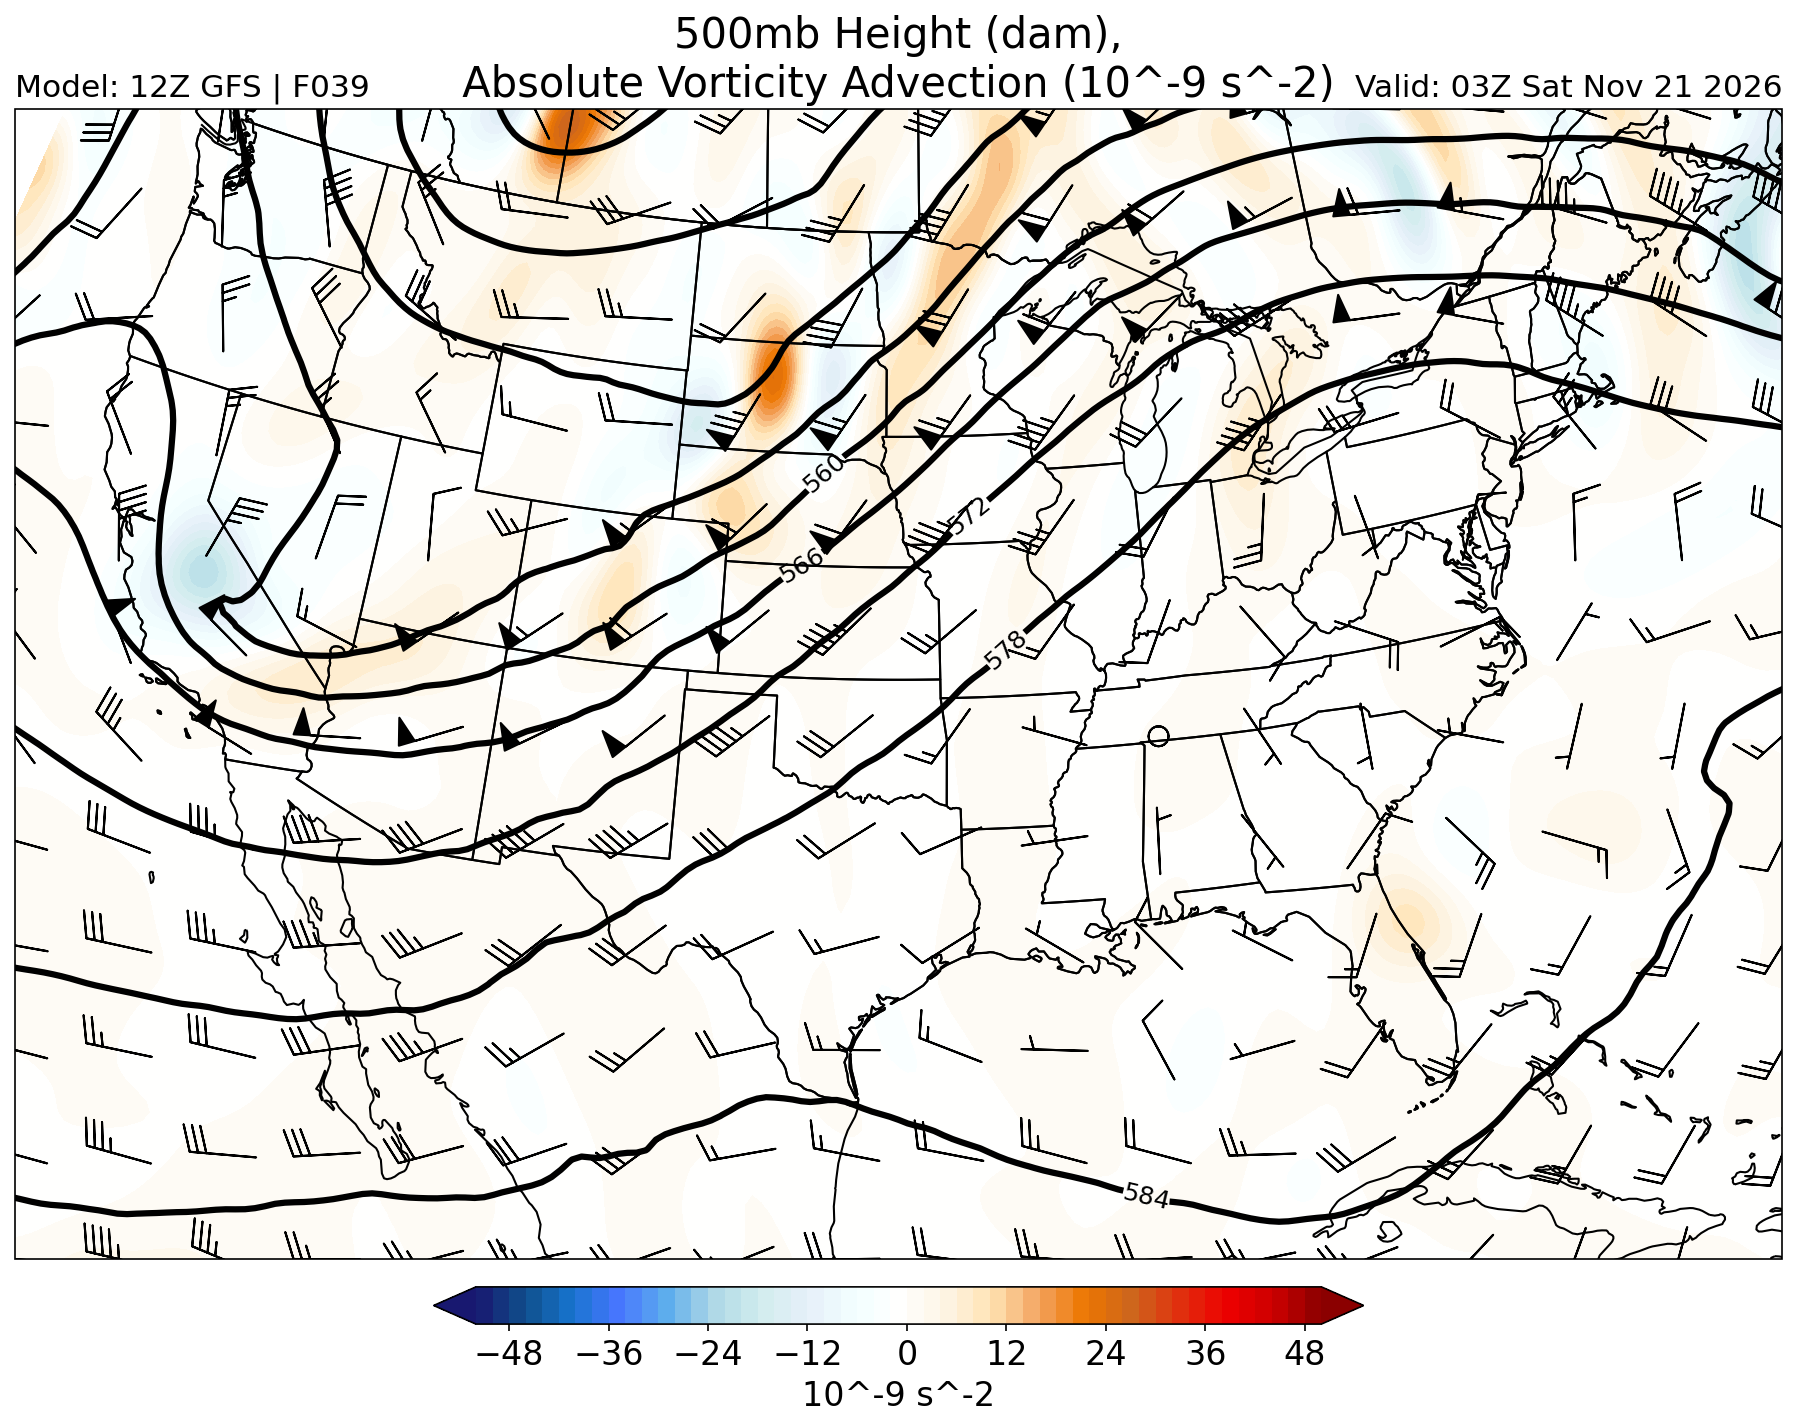 500mb Height (dam),
Absolute Vorticity Advection (10^-9 s^-2)
Model: 12Z GFS | F039
Valid: 03Z Sat Nov 21 2026
560
572
566
578
584
−48 −36 −24 −12 0 12 24 36 48
10^-9 s^-2